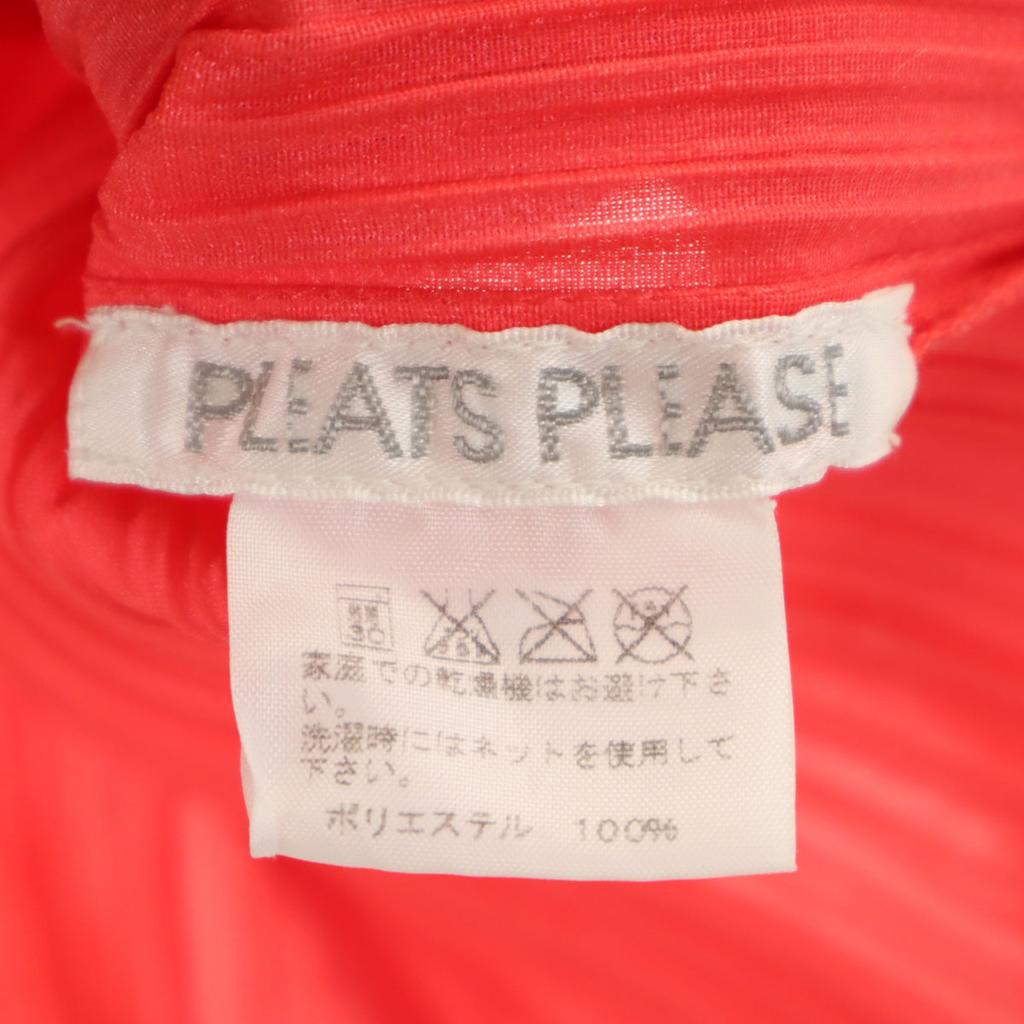 PLEATS PLEASE
30
家庭での乾燥機はお避け下さ
い。
洗濯時にはネットを使用して
下さい。
ポリエステル 100%